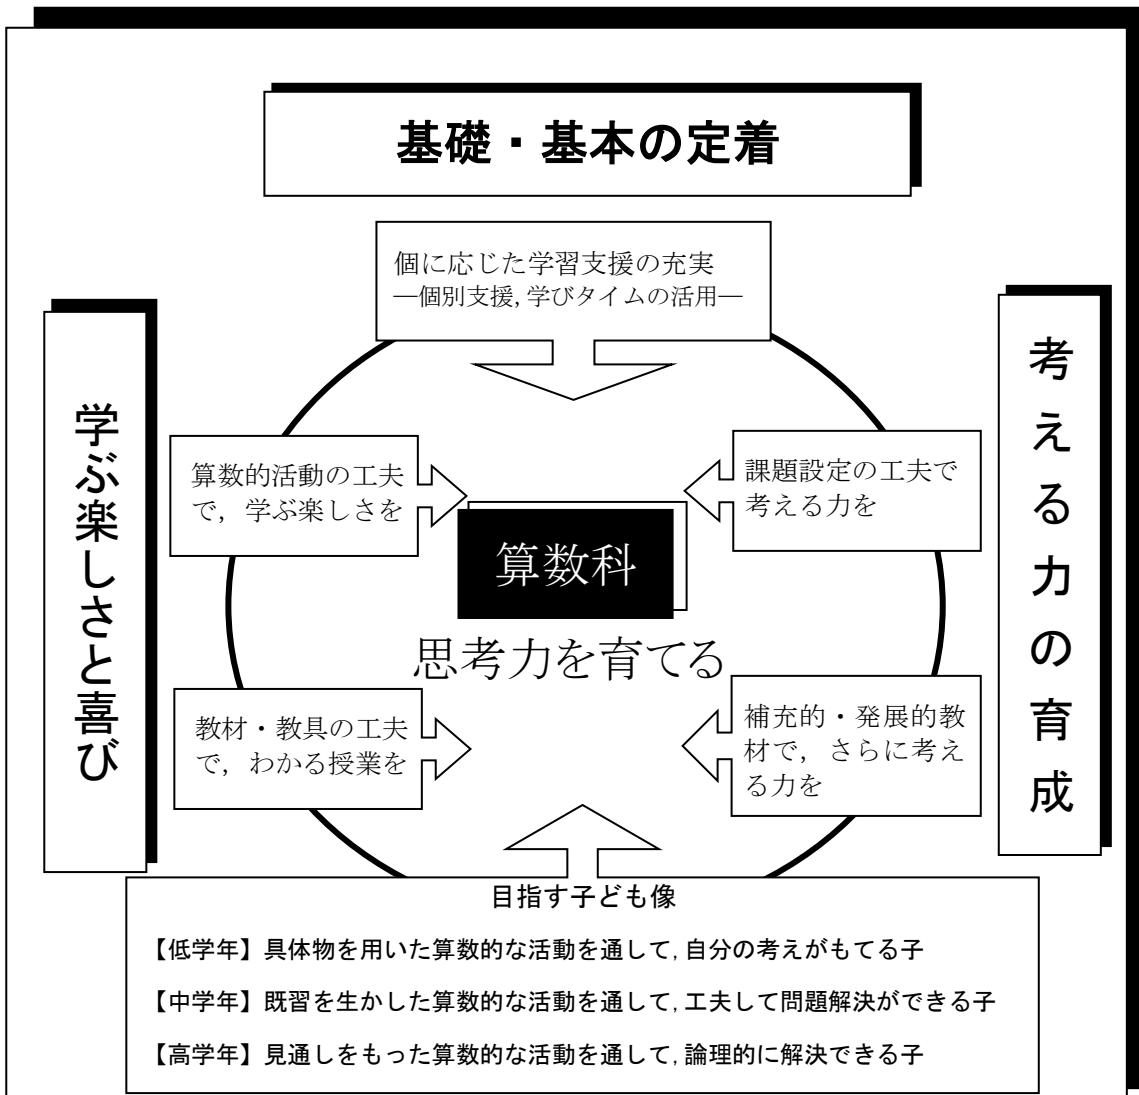 基礎・基本の定着
個に応じた学習支援の充実
―個別支援,学びタイムの活用―
学ぶ楽しさと喜び
考える力の育成
算数的活動の工夫
で，学ぶ楽しさを
課題設定の工夫で
考える力を
算数科
思考力を育てる
教材・教具の工夫
で，わかる授業を
補充的・発展的教
材で，さらに考え
る力を
目指す子ども像
【低学年】具体物を用いた算数的な活動を通して,自分の考えがもてる子
【中学年】既習を生かした算数的な活動を通して,工夫して問題解決ができる子
【高学年】見通しをもった算数的な活動を通して,論理的に解決できる子